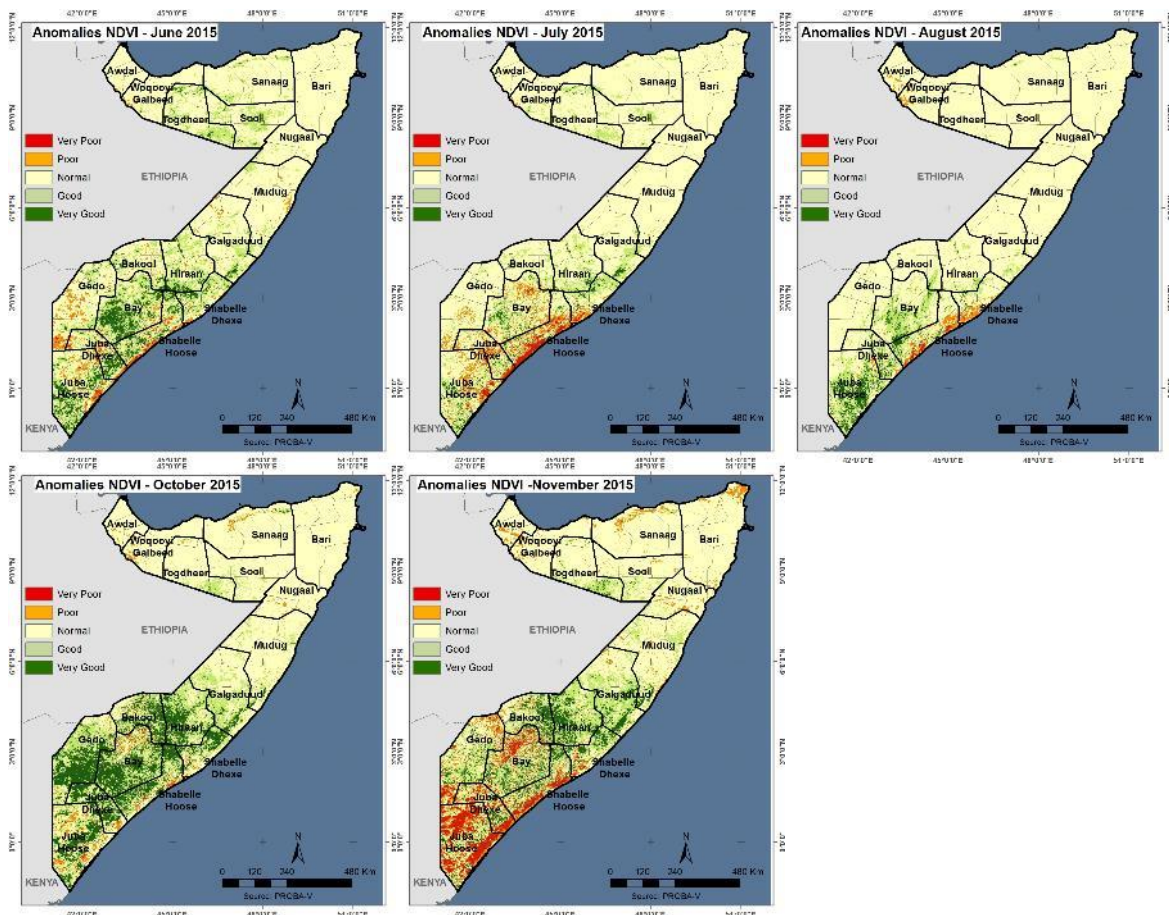 Anomalies NDVI - June 2015
Awdal
Woqooyi
Galbeed
Togdheer
Sanaag
Sool
Bari
Nugaal
Very Poor
Poor
Normal
Good
Very Good
ETHIOPIA
Mudug
Galgaduud
Bakool
Hiraan
Gedo
Bay
Shabelle
Dhexe
Juba
Dhexe
Shabelle
Hoose
Juba
Hoose
KENYA
N
0 120 240 480 Km
Source: PROBA-V
Anomalies NDVI - July 2015
Awdal
Woqooyi
Galbeed
Togdheer
Sanaag
Sool
Bari
Nugaal
Very Poor
Poor
Normal
Good
Very Good
ETHIOPIA
Mudug
Galgaduud
Bakool
Hiraan
Gedo
Bay
Shabelle
Dhexe
Juba
Dhexe
Shabelle
Hoose
Juba
Hoose
KENYA
N
0 120 240 480 Km
Source: PROBA-V
Anomalies NDVI - August 2015
Awdal
Woqooyi
Galbeed
Togdheer
Sanaag
Sool
Bari
Nugaal
Very Poor
Poor
Normal
Good
Very Good
ETHIOPIA
Mudug
Galgaduud
Bakool
Hiraan
Gedo
Bay
Shabelle
Dhexe
Juba
Dhexe
Shabelle
Hoose
Juba
Hoose
KENYA
N
0 120 240 480 Km
Source: PROBA-V
Anomalies NDVI - October 2015
Awdal
Woqooyi
Galbeed
Togdheer
Sanaag
Sool
Bari
Nugaal
Very Poor
Poor
Normal
Good
Very Good
ETHIOPIA
Mudug
Galgaduud
Bakool
Hiraan
Gedo
Bay
Shabelle
Dhexe
Juba
Dhexe
Shabelle
Hoose
Juba
Hoose
KENYA
N
0 120 240 480 Km
Source: PROBA-V
Anomalies NDVI -November 2015
Awdal
Woqooyi
Galbeed
Togdheer
Sanaag
Sool
Bari
Nugaal
Very Poor
Poor
Normal
Good
Very Good
ETHIOPIA
Mudug
Galgaduud
Bakool
Hiraan
Gedo
Bay
Shabelle
Dhexe
Juba
Dhexe
Shabelle
Hoose
Juba
Hoose
KENYA
N
0 120 240 480 Km
Source: PROBA-V